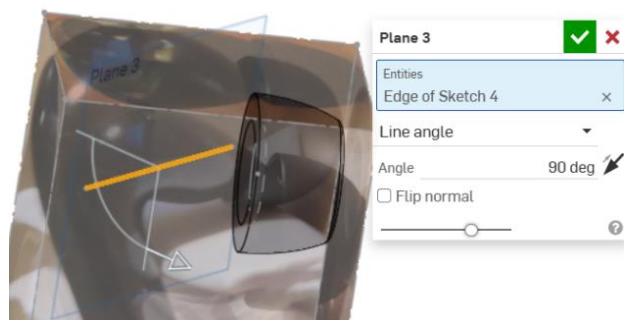 Plane 3
Plane 3
Entities
Edge of Sketch 4
Line angle
Angle 90 deg
Flip normal